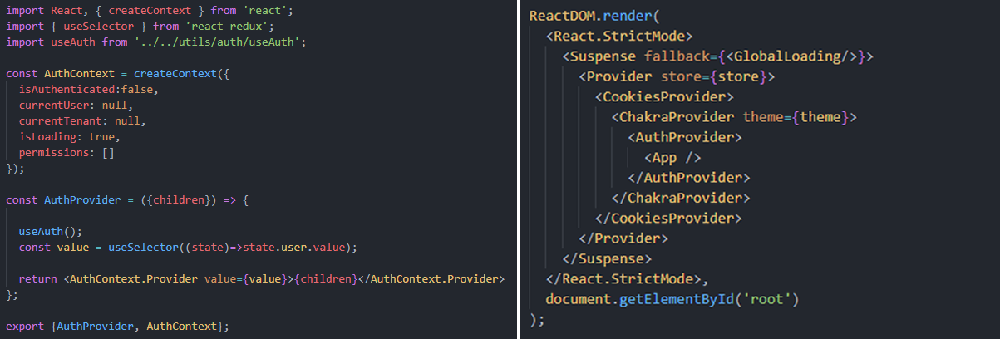 import React, { createContext } from 'react';
import { useSelector } from 'react-redux';
import useAuth from '../../utils/auth/useAuth';

const AuthContext = createContext({
  isAuthenticated:false,
  currentUser: null,
  currentTenant: null,
  isLoading: true,
  permissions: []
});

const AuthProvider = ({children}) => {

  useAuth();
  const value = useSelector((state)=>state.user.value);

  return <AuthContext.Provider value={value}>{children}</AuthContext.Provider>
};

export {AuthProvider, AuthContext};

ReactDOM.render(
  <React.StrictMode>
    <Suspense fallback={<GlobalLoading/>}>
      <Provider store={store}>
        <CookiesProvider>
          <ChakraProvider theme={theme}>
            <AuthProvider>
              <App />
            </AuthProvider>
          </ChakraProvider>
        </CookiesProvider>
      </Provider>
    </Suspense>
  </React.StrictMode>,
  document.getElementById('root')
);